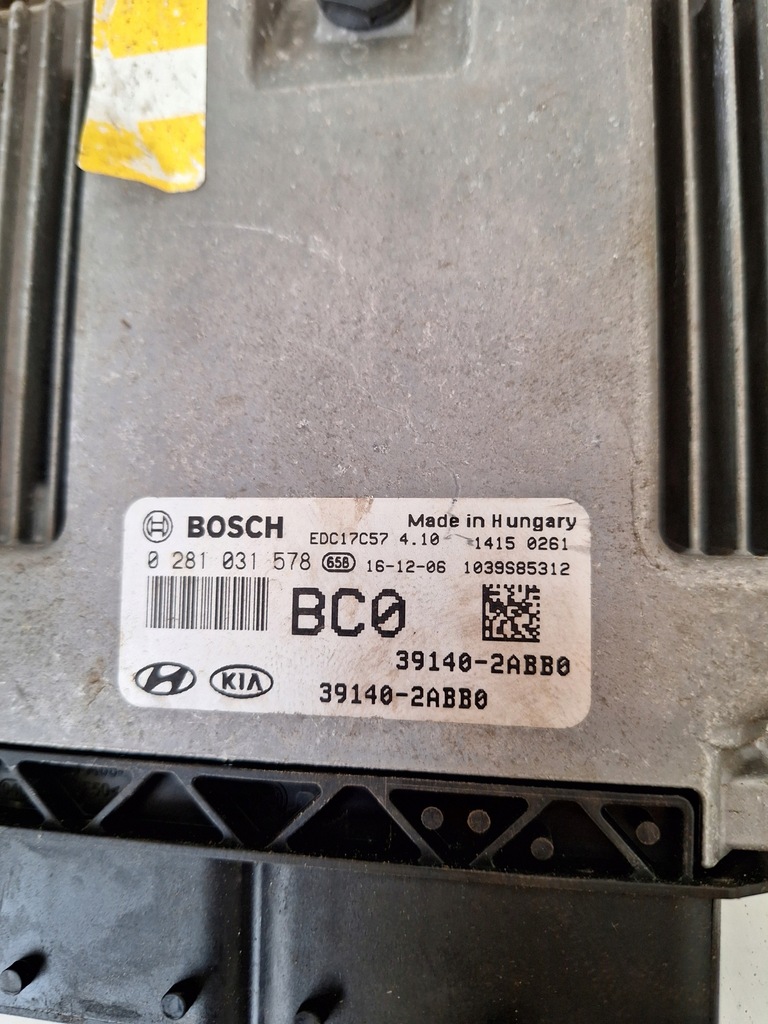 BOSCH
Made in Hungary
EDC17C57 4.10 1415 0261
0 281 031 578 658 16-12-06 1039S85312
BC0
39140-2ABB0
KIA
39140-2ABB0